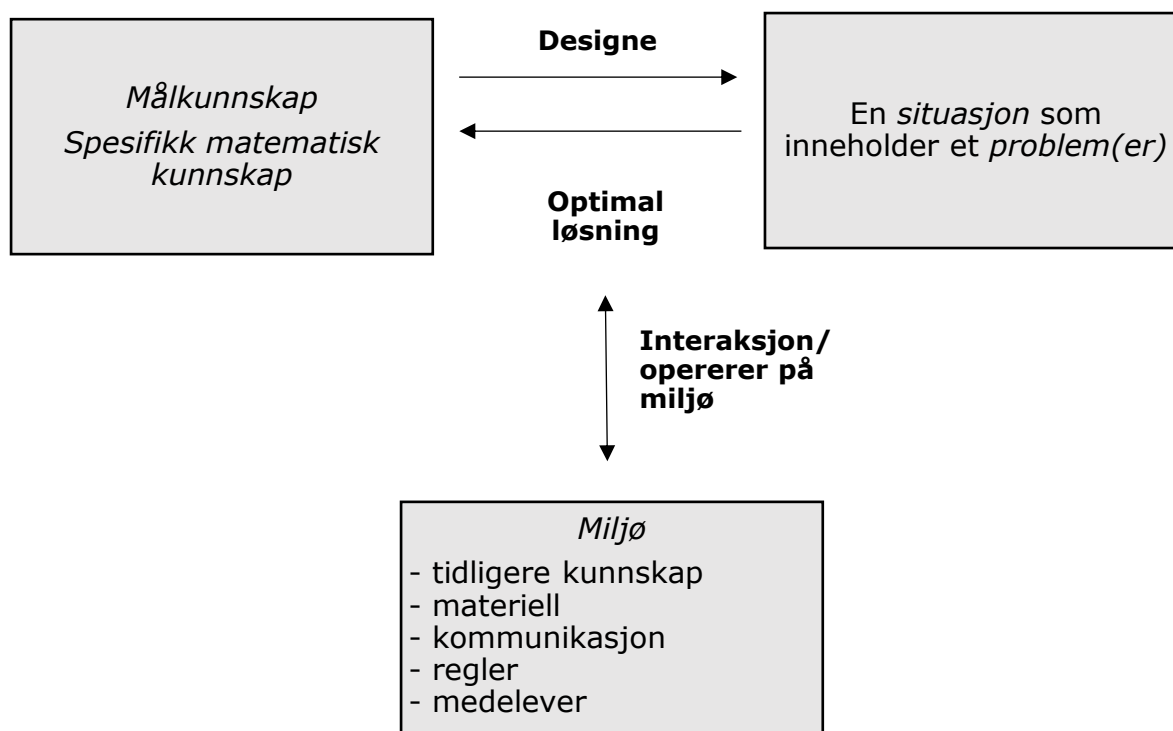 Målkunnskap
Spesifikk matematisk
kunnskap
Designe
Optimal
løsning
En situasjon som
inneholder et problem(er)
Interaksjon/
opererer på
miljø
Miljø
- tidligere kunnskap
- materiell
- kommunikasjon
- regler
- medelever